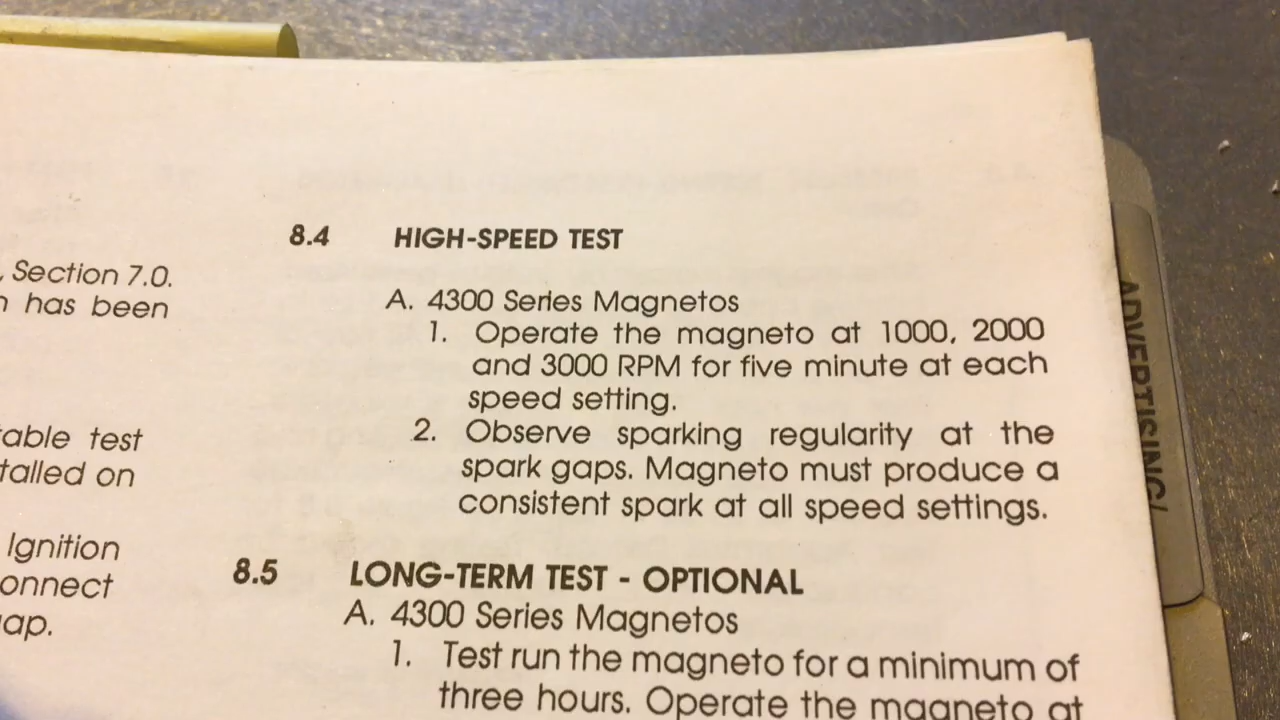 , Section 7.0.
has been
able test
talled on
Ignition
onnect
ap.
8.4 HIGH-SPEED TEST
A. 4300 Series Magnetos
1. Operate the magneto at 1000, 2000
and 3000 RPM for five minute at each
speed setting.
2. Observe sparking regularity at the
spark gaps. Magneto must produce a
consistent spark at all speed settings.
8.5 LONG-TERM TEST - OPTIONAL
A. 4300 Series Magnetos
1. Test run the magneto for a minimum of
three hours. Operate the magneto at
ADVERTISING/